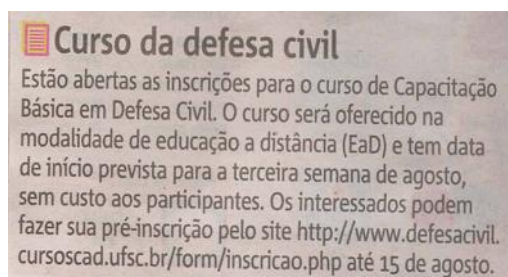 Curso da defesa civil
Estão abertas as inscrições para o curso de Capacitação
Básica em Defesa Civil. O curso será oferecido na
modalidade de educação a distância (EaD) e tem data
de início prevista para a terceira semana de agosto,
sem custo aos participantes. Os interessados podem
fazer sua pré-inscrição pelo site http://www.defesacivil.
cursoscad.ufsc.br/form/inscricao.php até 15 de agosto.